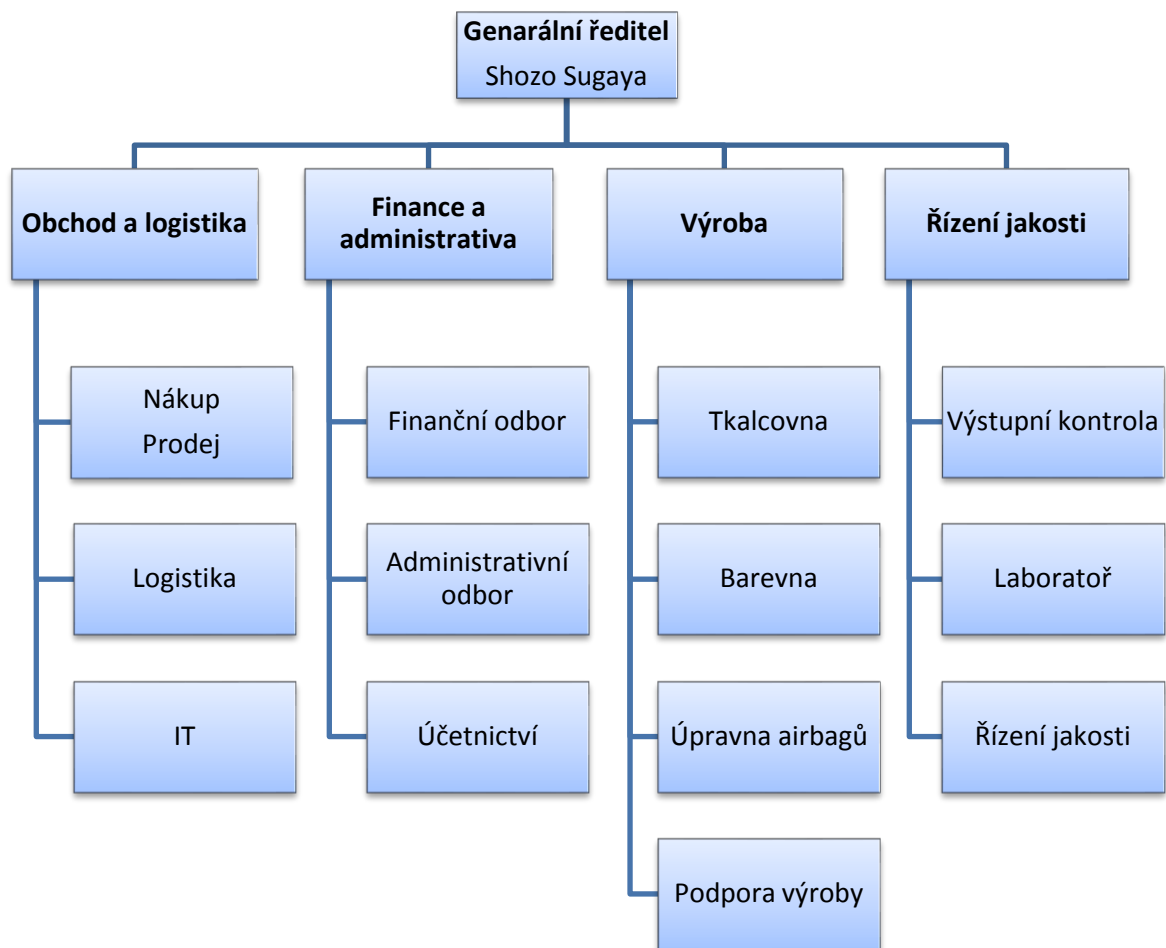 Genarální ředitel
Shozo Sugaya
Obchod a logistika
Finance a
administrativa
Výroba
Řízení jakosti
Nákup
Prodej
Finanční odbor
Tkalcovna
Výstupní kontrola
Logistika
Administrativní
odbor
Barevna
Laboratoř
IT
Účetnictví
Úpravna airbagů
Řízení jakosti
Podpora výroby